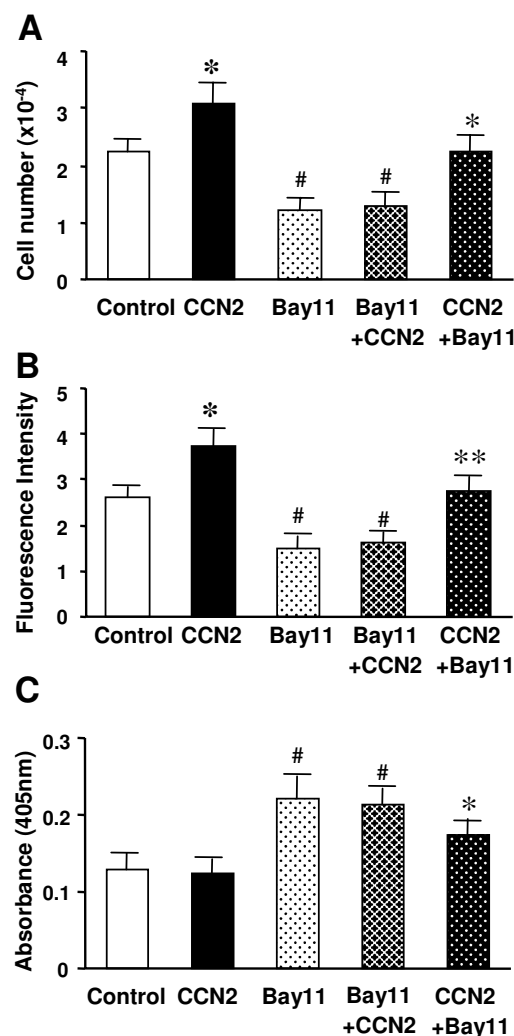 A
Cell number (x10-4)
4
3
2
1
0
*
#
#
*
Control CCN2 Bay11 Bay11 CCN2
+CCN2 +Bay11
B
Fluorescence Intensity
5
4
3
2
1
0
*
#
#
**
Control CCN2 Bay11 Bay11 CCN2
+CCN2 +Bay11
C
Absorbance (405nm)
0.3
0.2
0.1
0
#
#
*
Control CCN2 Bay11 Bay11 CCN2
+CCN2 +Bay11